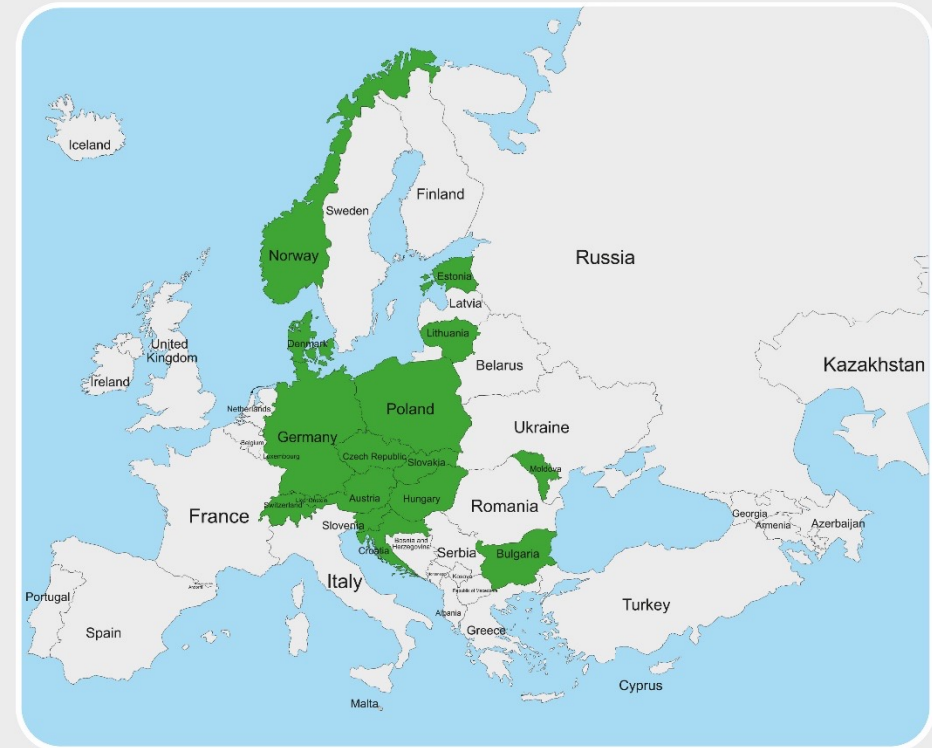 Iceland
Finland
Sweden
Norway
Russia
Estonia
Latvia
Lithuania
Denmark
United
Kingdom
Ireland
Belarus
Kazakhstan
Netherlands
Poland
Germany
Ukraine
Belgium
Luxembourg
Czech Republic
Slovakia
Moldova
Austria
Hungary
Switzerland
Romania
France
Slovenia
Georgia
Armenia
Azerbaijan
Croatia
Bosnia and
Herzegovina
Serbia
Bulgaria
Kosovo
Italy
Portugal
Spain
Albania
Greece
Turkey
Cyprus
Malta